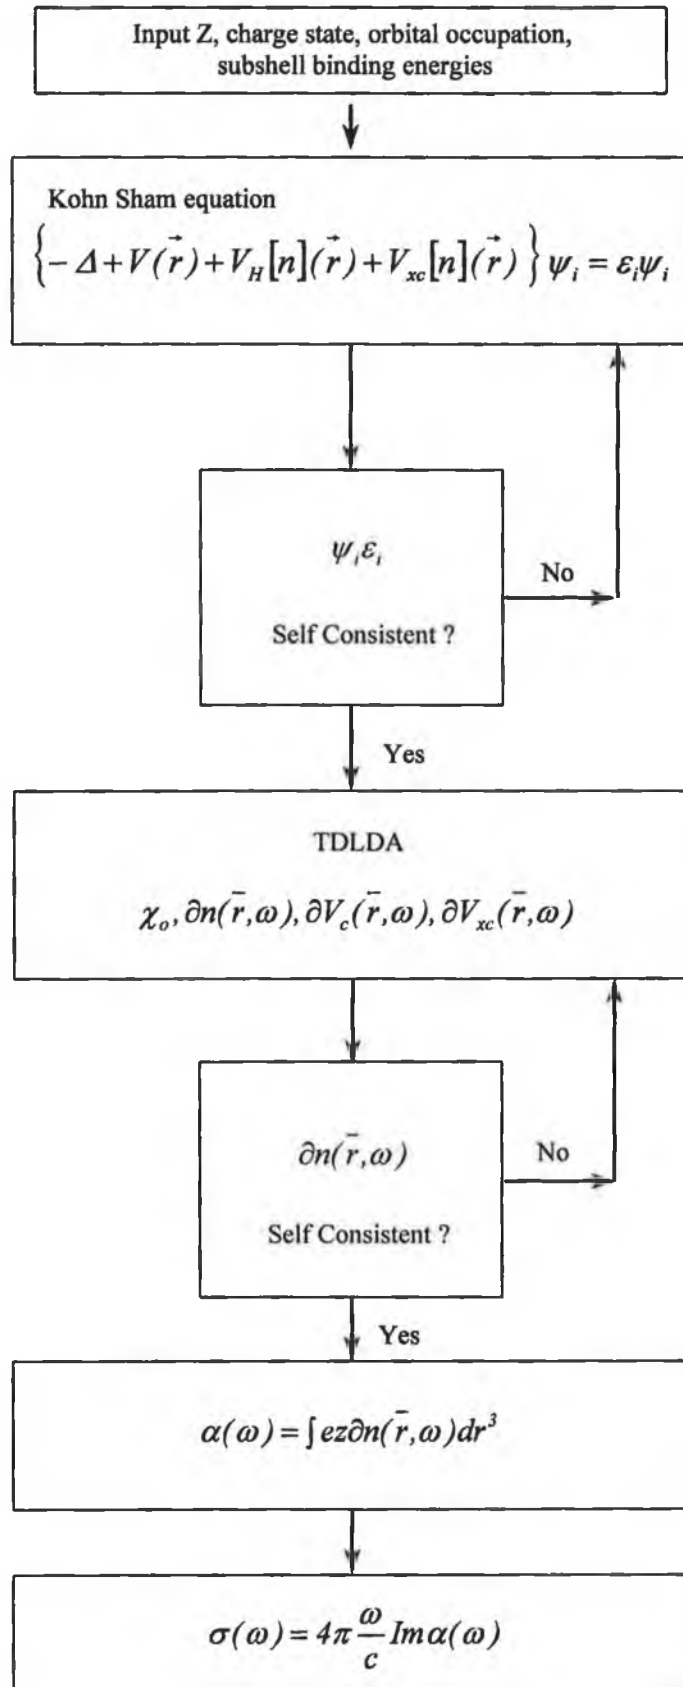 Input Z, charge state, orbital occupation,
subshell binding energies
Kohn Sham equation
{-Δ+V(r⃗)+V_H[n](r⃗)+V_xc[n](r⃗)}ψ_i = ε_iψ_i
ψ_iε_i
No
Self Consistent ?
Yes
TDLDA
χ_o, ∂n(r̄,ω), ∂V_c(r̄,ω), ∂V_xc(r̄,ω)
∂n(r̄,ω)
No
Self Consistent ?
Yes
α(ω) = ∫ez∂n(r̄,ω)dr³
σ(ω) = 4π ω/c Im α(ω)